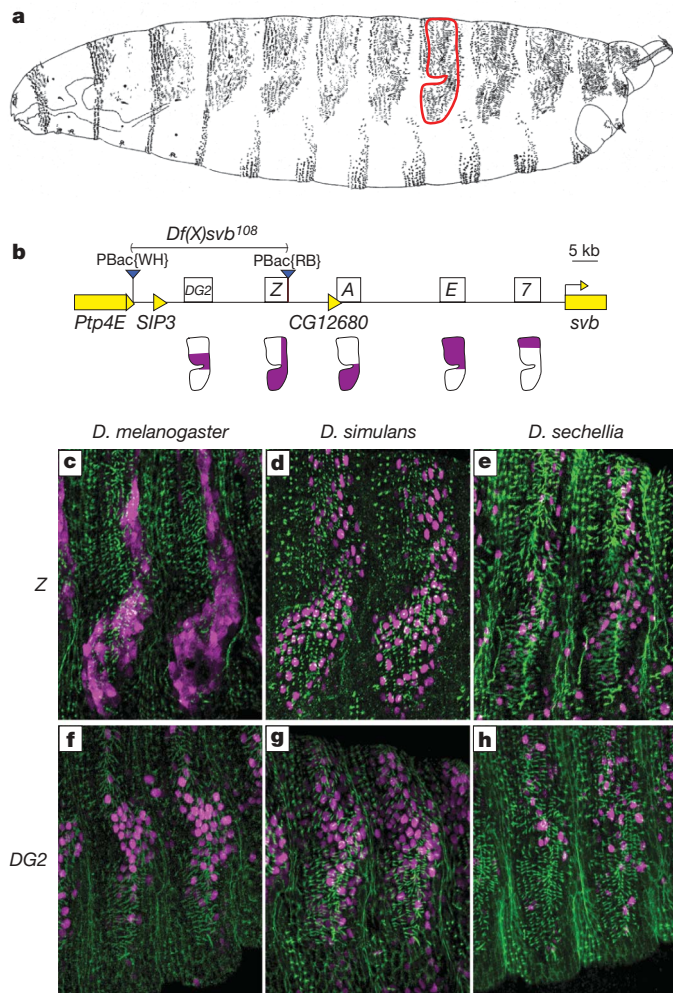 a
b
Df(X)svb108
PBac{WH}
PBac{RB}
5 kb
DG2
Z
A
E
7
Ptp4E
SIP3
CG12680
svb
D. melanogaster
D. simulans
D. sechellia
c
d
e
Z
f
g
h
DG2